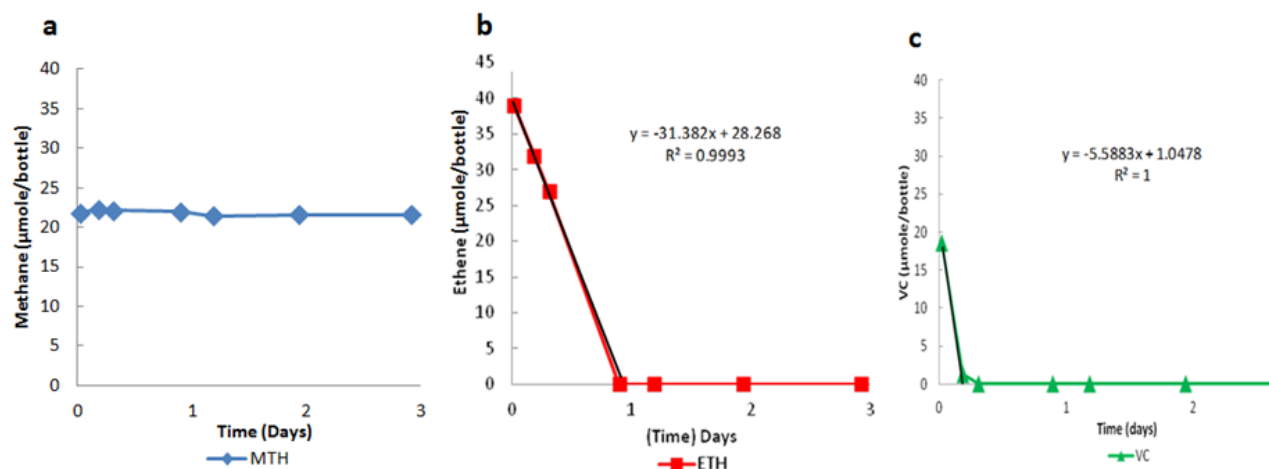 a
Methane (μmole/bottle)
40
35
30
25
20
15
10
5
0
0 1 2 3
Time (Days)
MTH
b
Ethene (μmole/bottle)
45
40
35
30
25
20
15
10
5
0
y = -31.382x + 28.268
R² = 0.9993
0 1 2 3
(Time) Days
ETH
c
VC (μmole/bottle)
40
35
30
25
20
15
10
5
0
y = -5.5883x + 1.0478
R² = 1
0 1 2
Time (days)
VC